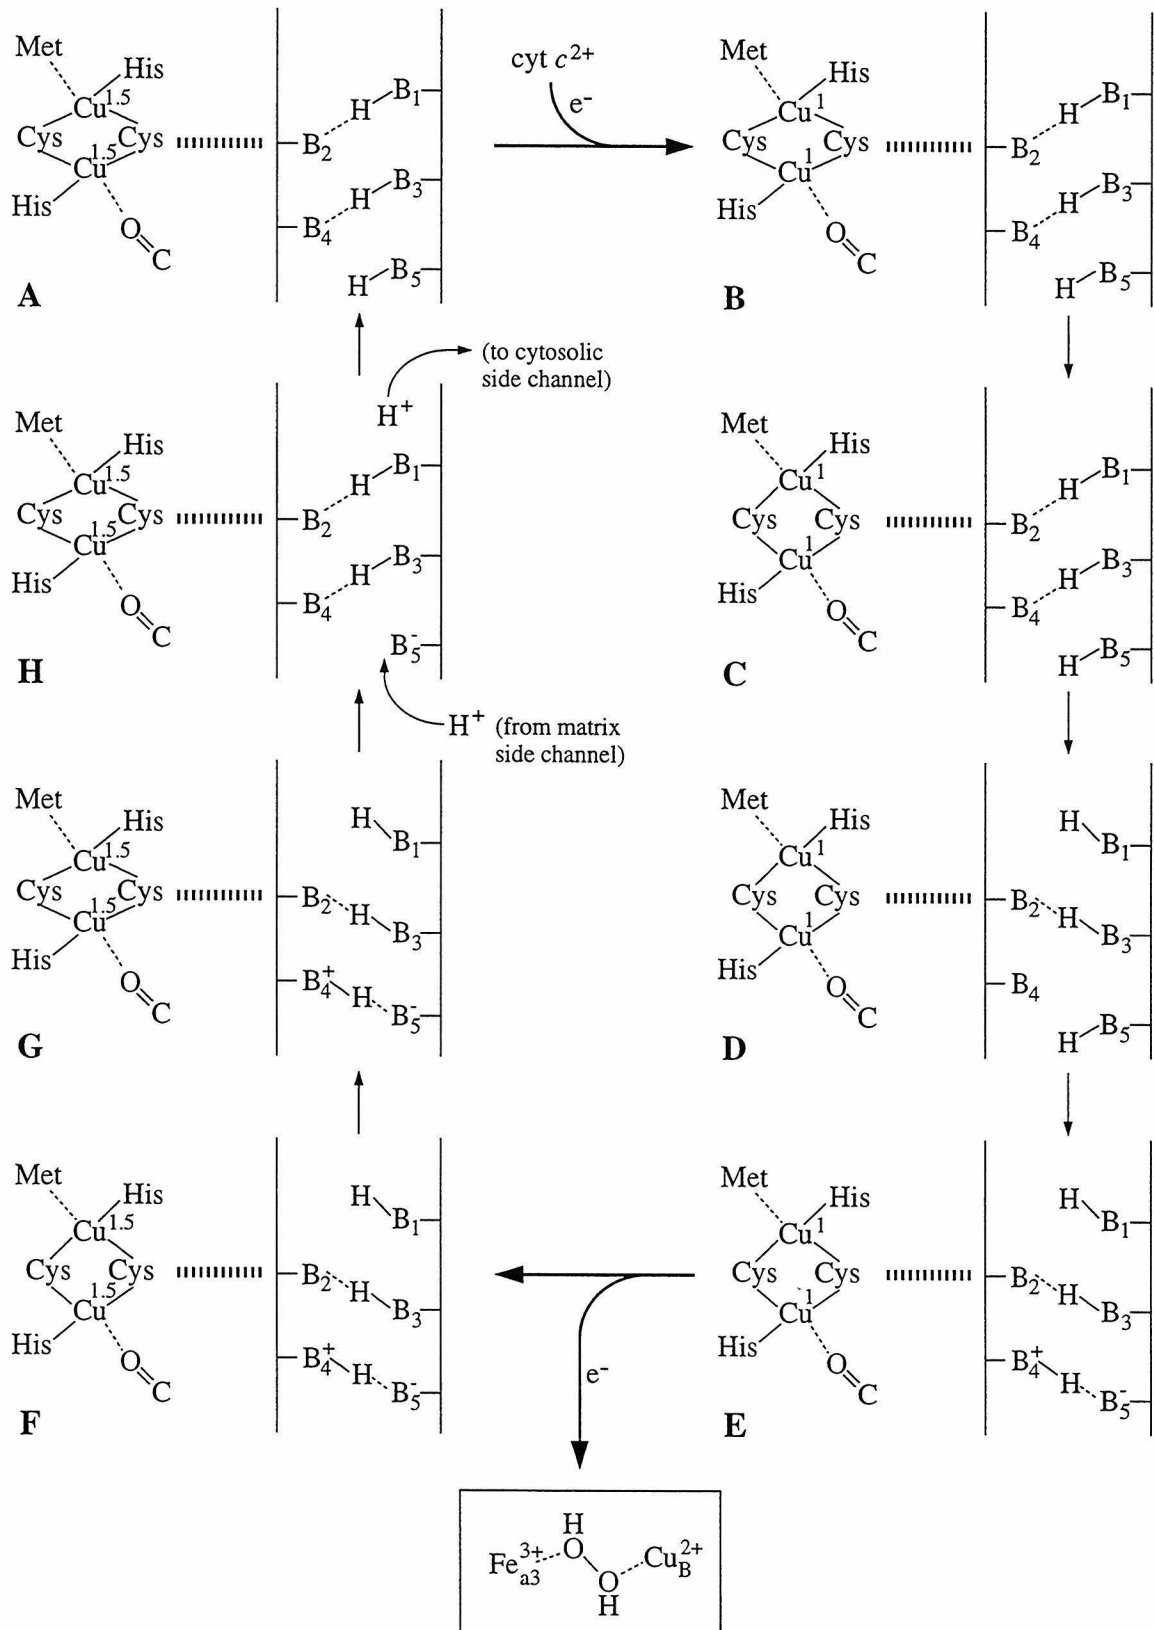 Met
His
Cu1.5
Cys
Cys
Cu1.5
His
O
C
B2
H
B1
B4
H
B3
H
B5
A
cyt c2+
e-
Met
His
Cu1
Cys
Cys
Cu1
His
O
C
B2
H
B1
B4
H
B3
H
B5
B
H+
(to cytosolic
side channel)
Met
His
Cu1.5
Cys
Cys
Cu1.5
His
O
C
B2
H
B1
B4
H
B3
B5-
H
H+
(from matrix
side channel)
Met
His
Cu1
Cys
Cys
Cu1
His
O
C
B2
H
B1
B4
H
B3
H
B5
C
Met
His
Cu1.5
Cys
Cys
Cu1.5
His
O
C
H
B1
B2
H
B3
B4+
H
B5-
G
Met
His
Cu1
Cys
Cys
Cu1
His
O
C
H
B1
B2
H
B3
B4
H
B5
D
Met
His
Cu1.5
Cys
Cys
Cu1.5
His
O
C
H
B1
B2
H
B3
B4+
H
B5-
F
e-
Met
His
Cu1
Cys
Cys
Cu1
His
O
C
H
B1
B2
H
B3
B4+
H
B5-
E
H
Fe3+a3
O
CuB2+
O
H